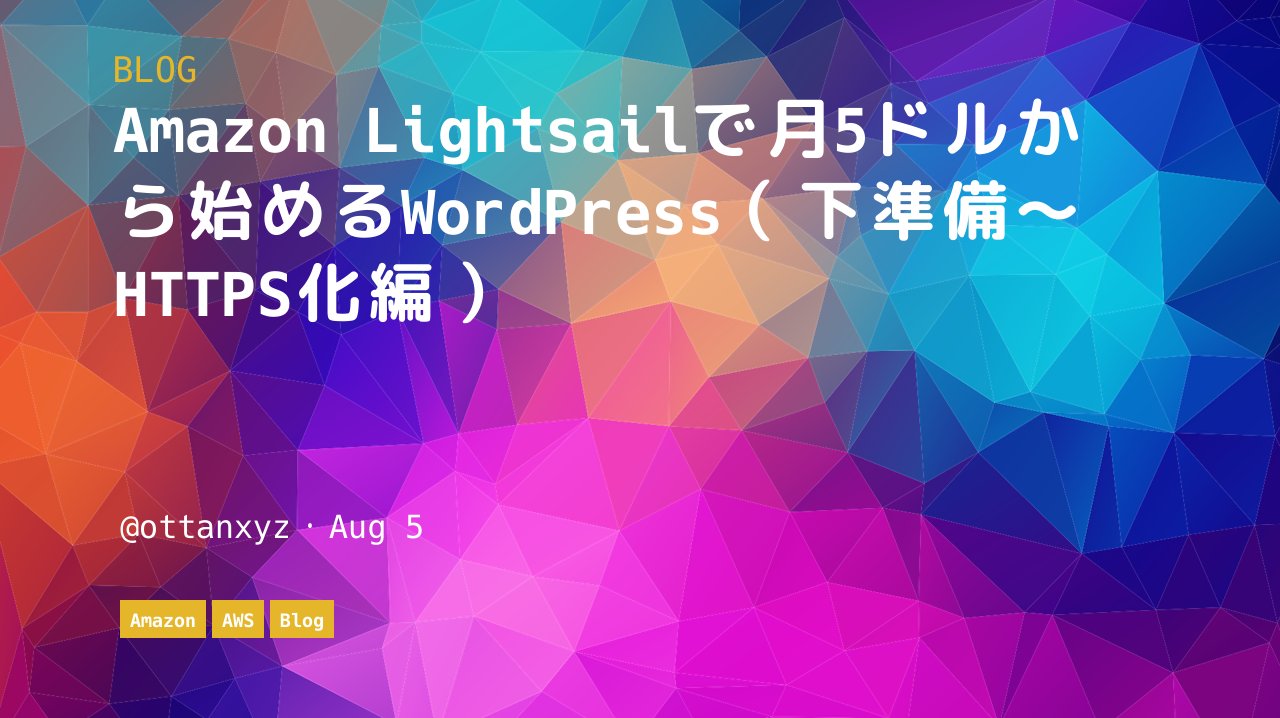 BLOG
Amazon Lightsailで月5ドルか
ら始めるWordPress（下準備〜
HTTPS化編）
@ottanxyz · Aug 5
Amazon AWS Blog